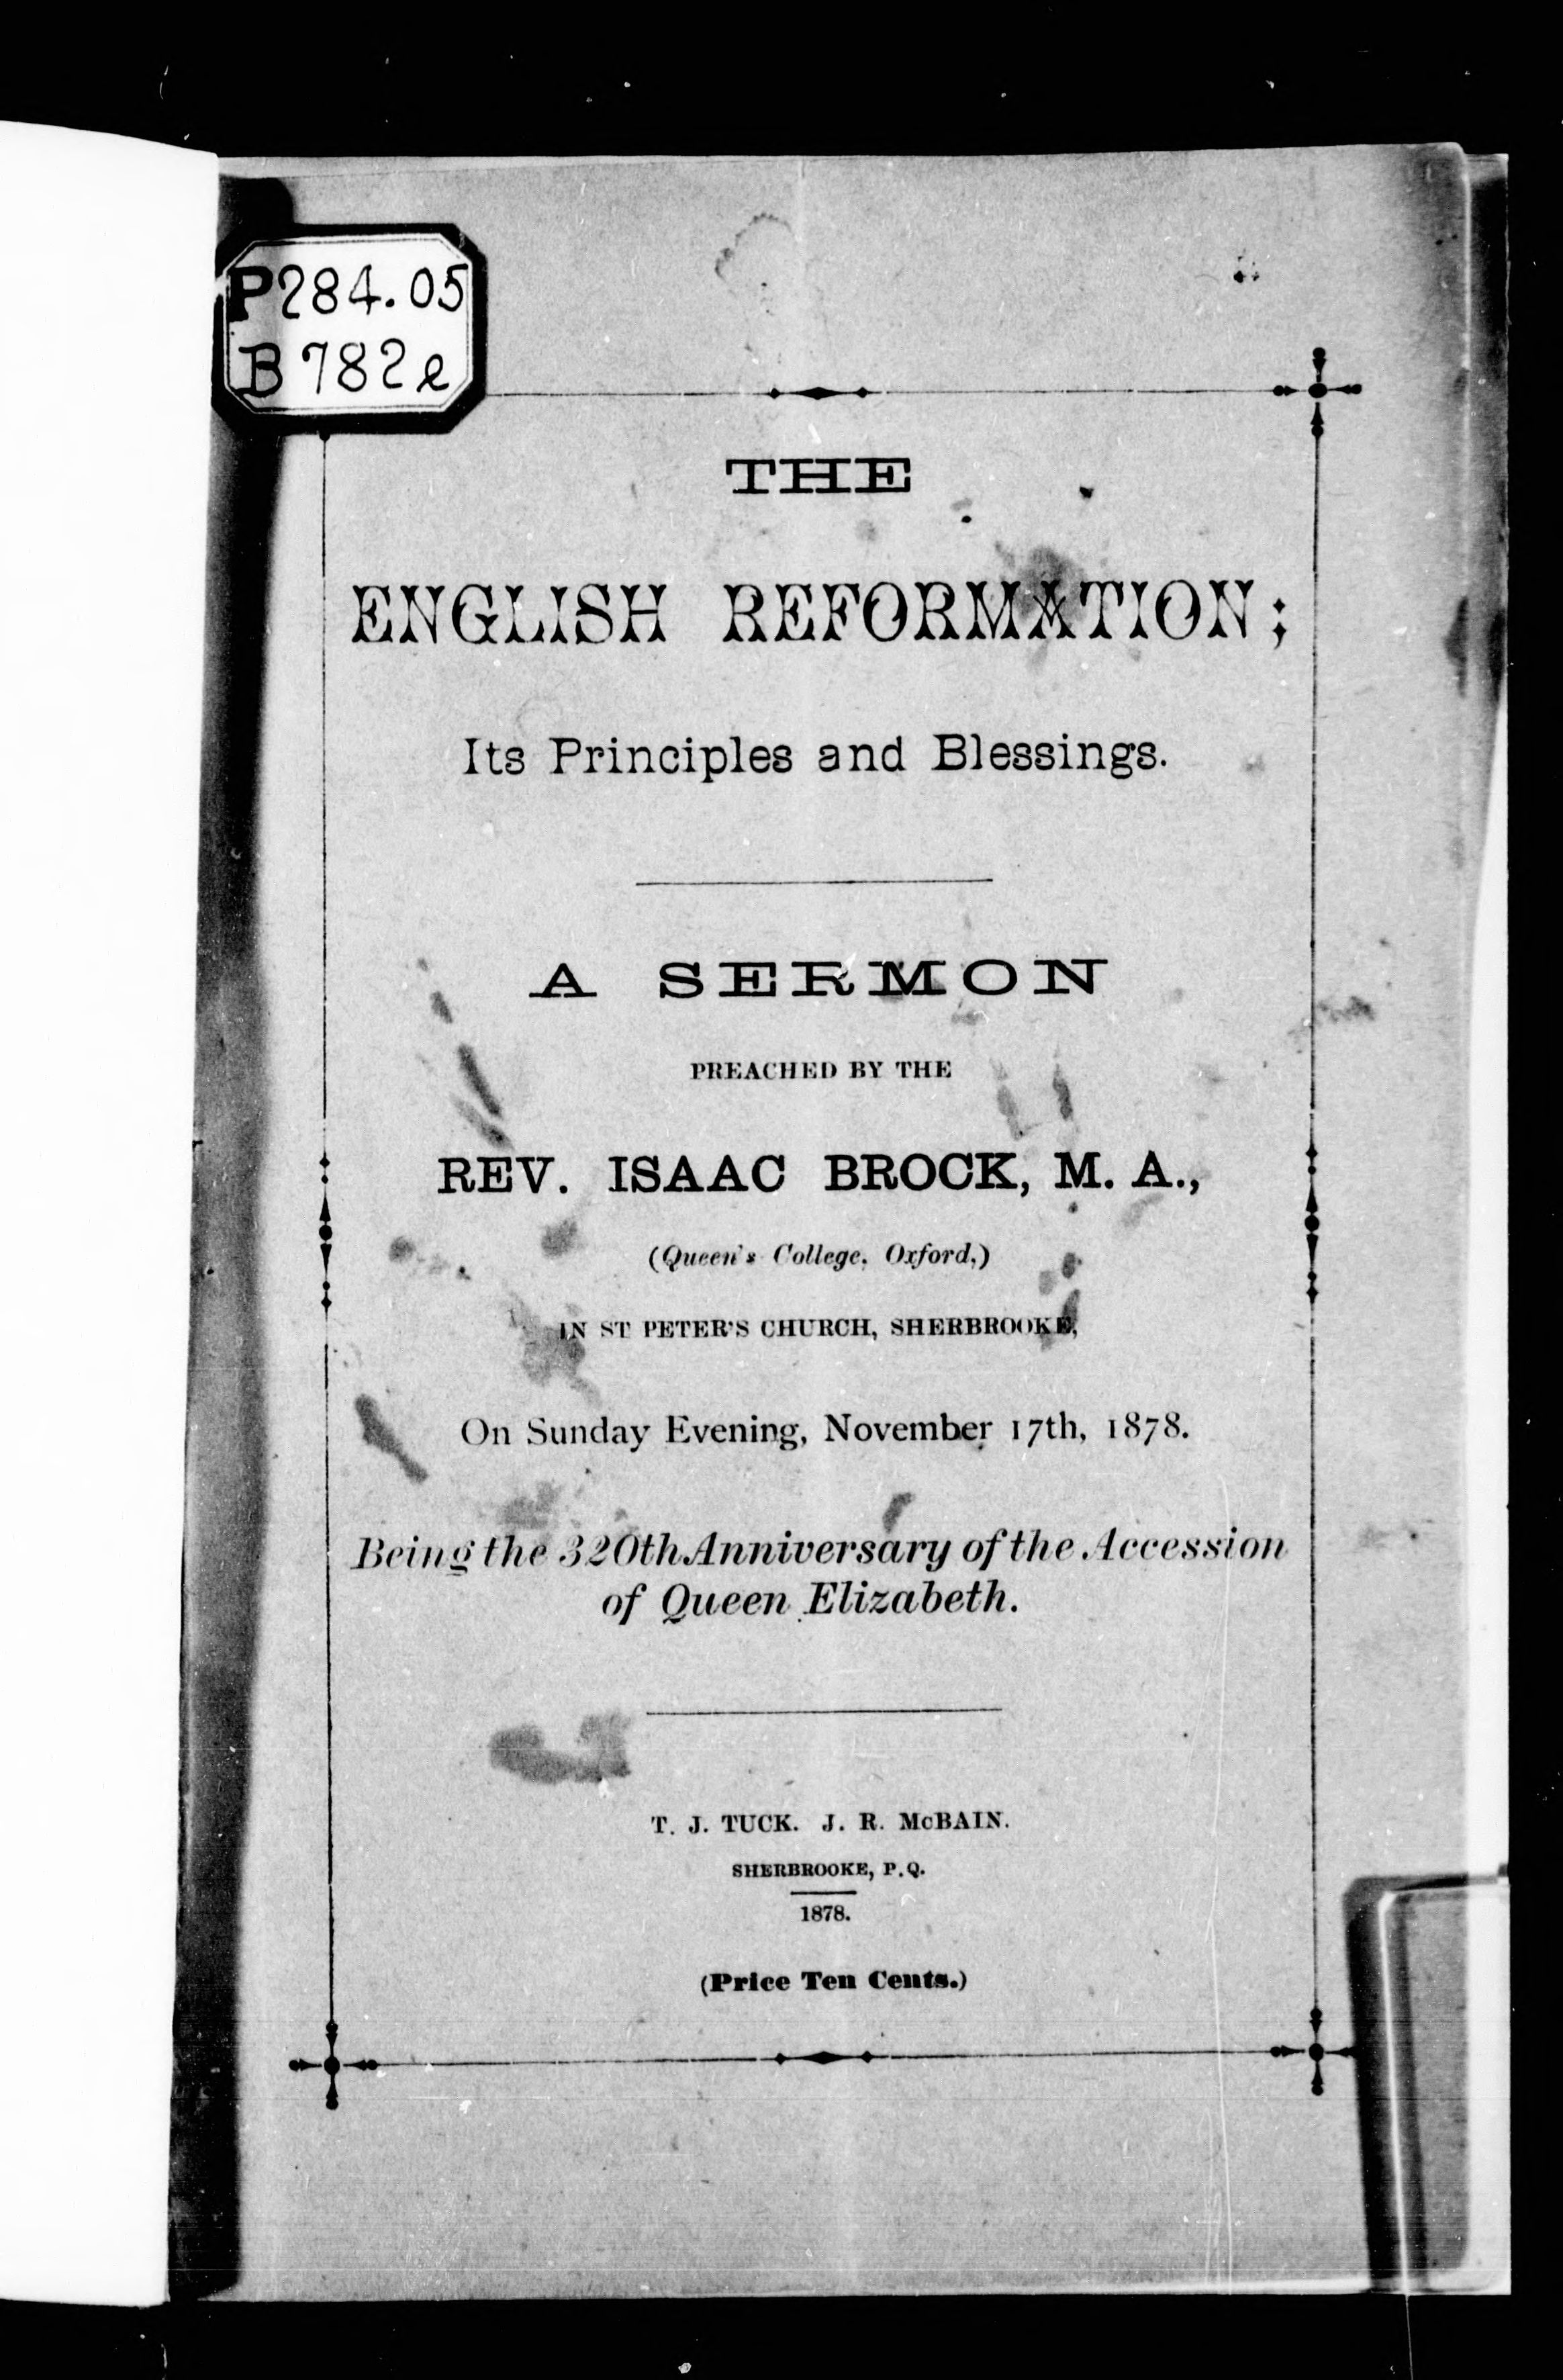 P284.05
B782e
THE
ENGLISH REFORMATION;
Its Principles and Blessings.
A SERMON
PREACHED BY THE
REV. ISAAC BROCK, M. A.,
(Queen's College, Oxford,)
IN ST PETER'S CHURCH, SHERBROOKE,
On Sunday Evening, November 17th, 1878.
Being the 320th Anniversary of the Accession
of Queen Elizabeth.
T. J. TUCK. J. R. McBAIN.
SHERBROOKE, P.Q.
1878.
(Price Ten Cents.)